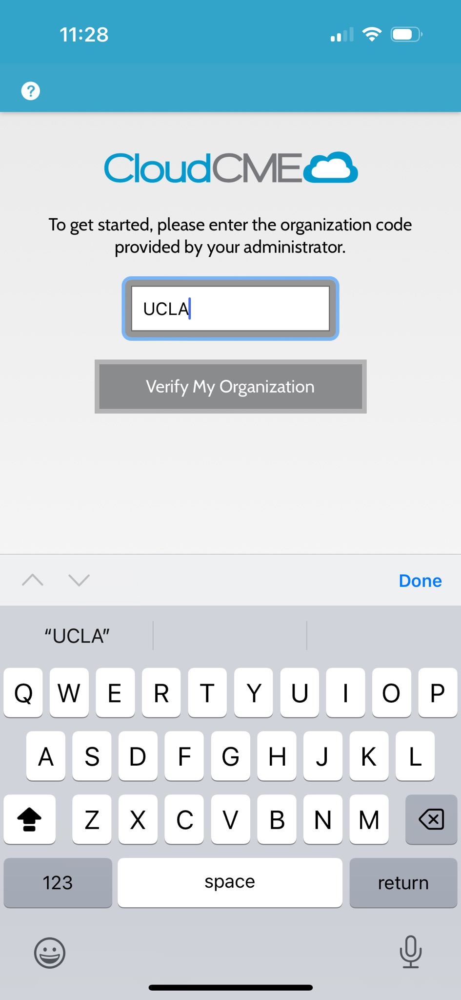 11:28
?
CloudCME
To get started, please enter the organization code
provided by your administrator.
UCLA
Verify My Organization
Done
“UCLA”
Q W E R T Y U I O P
A S D F G H J K L
Z X C V B N M
123 space return